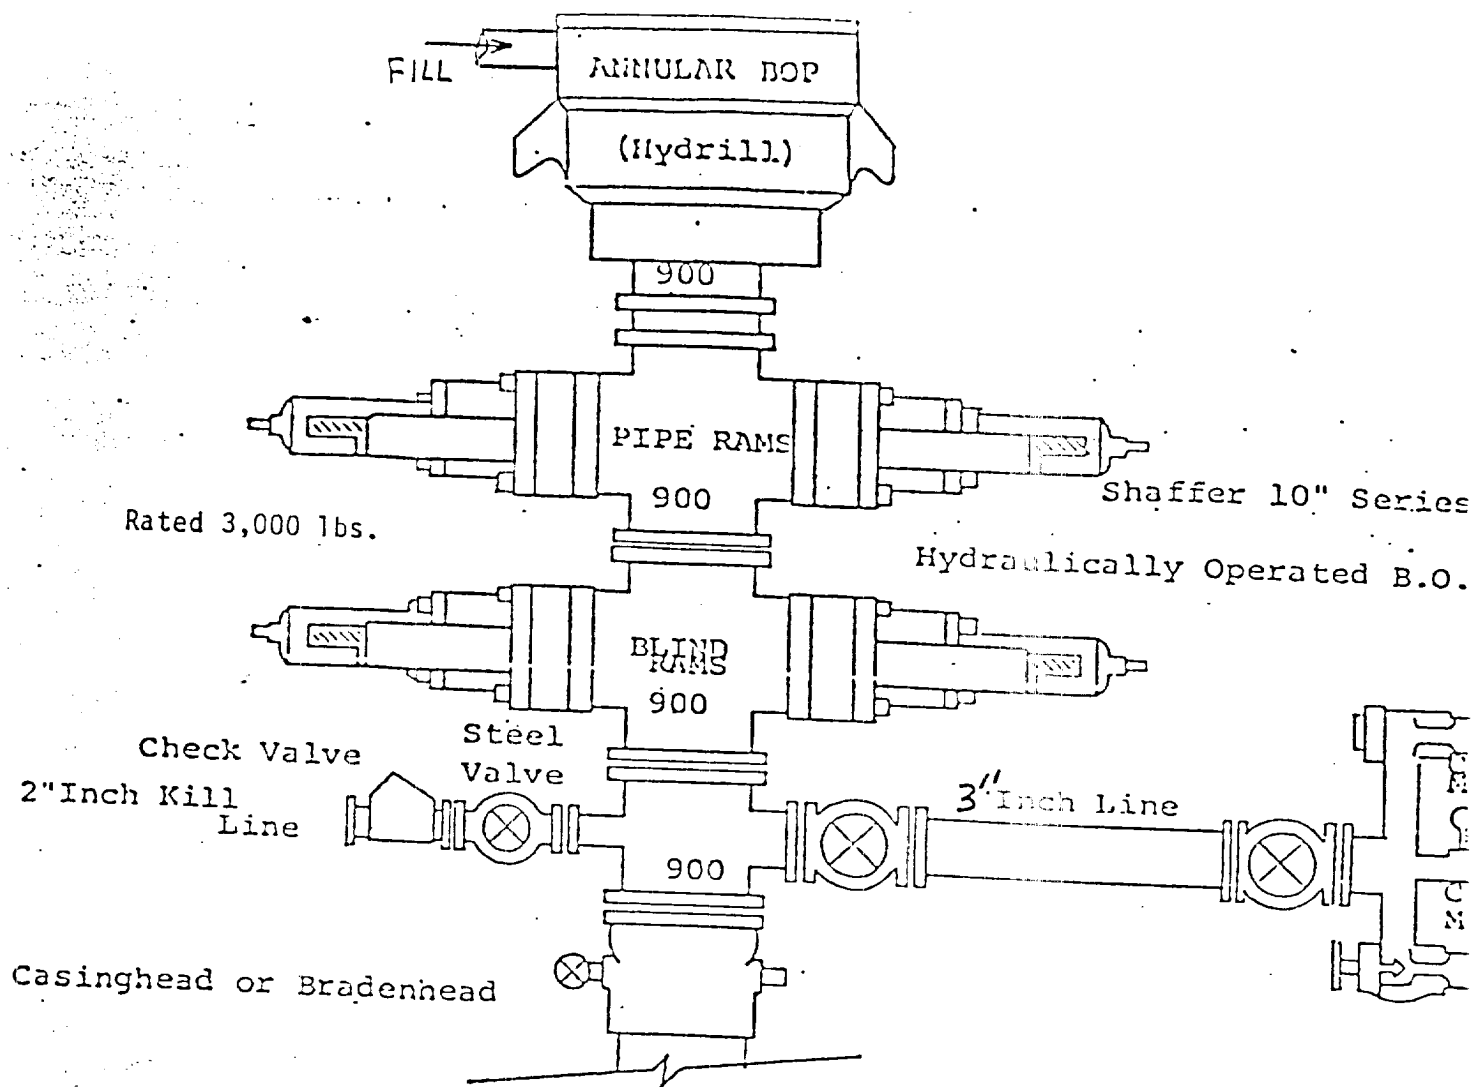 FILL
ANNULAR BOP
(Hydrill)
900
PIPE RAMS
900
Shaffer 10" Series
Rated 3,000 lbs.
Hydraulically Operated B.O.
BLIND
RAMS
900
Steel
Valve
Check Valve
2"Inch Kill
Line
3"Inch Line
M
C
900
C
M
Casinghead or Bradenhead